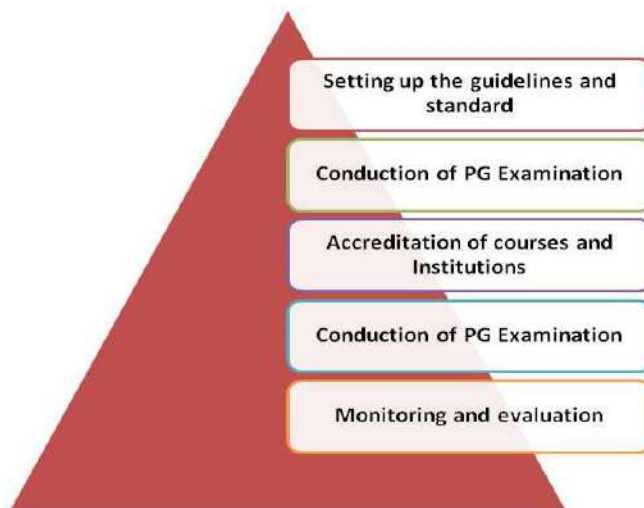 Setting up the guidelines and
standard
Conduction of PG Examination
Accreditation of courses and
Institutions
Conduction of PG Examination
Monitoring and evaluation